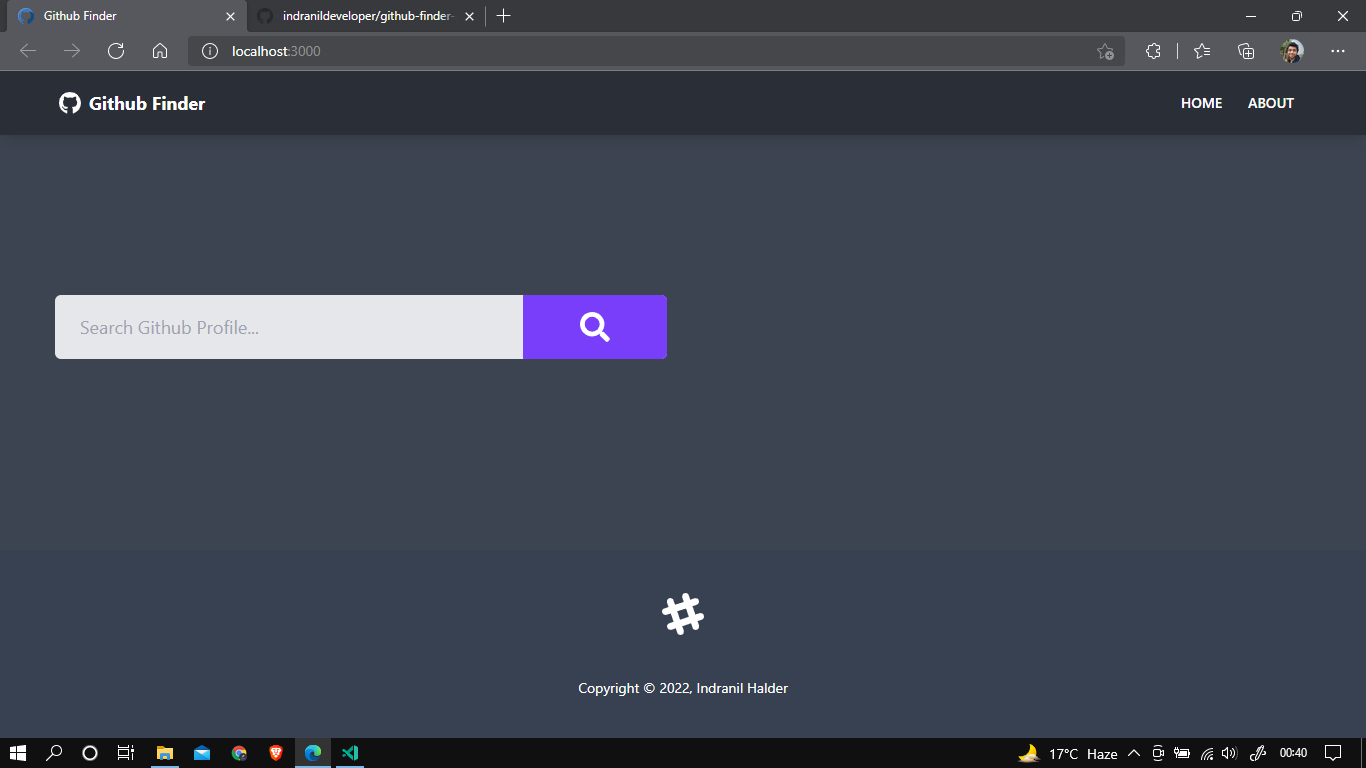 Github Finder
indranildeveloper/github-finder-
localhost:3000
Github Finder
HOME ABOUT
Search Github Profile...
Copyright © 2022, Indranil Halder
17°C Haze
00:40